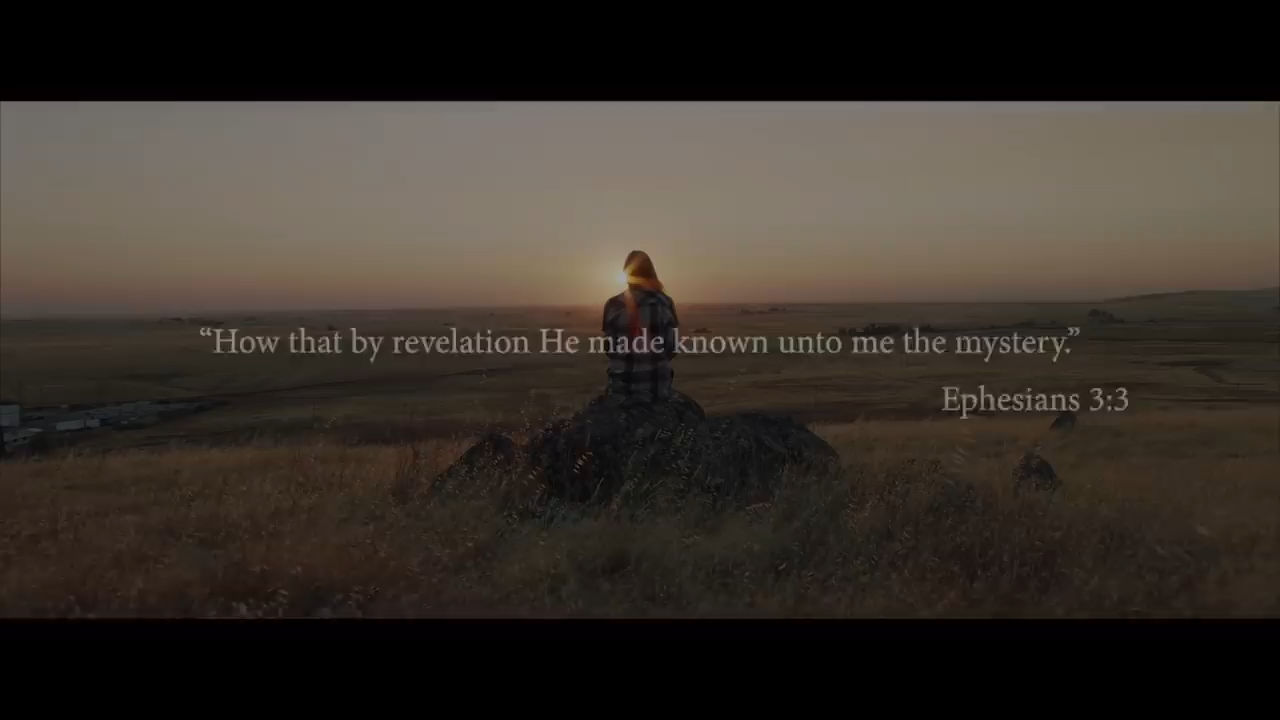 “How that by revelation He made known unto me the mystery.”
Ephesians 3:3